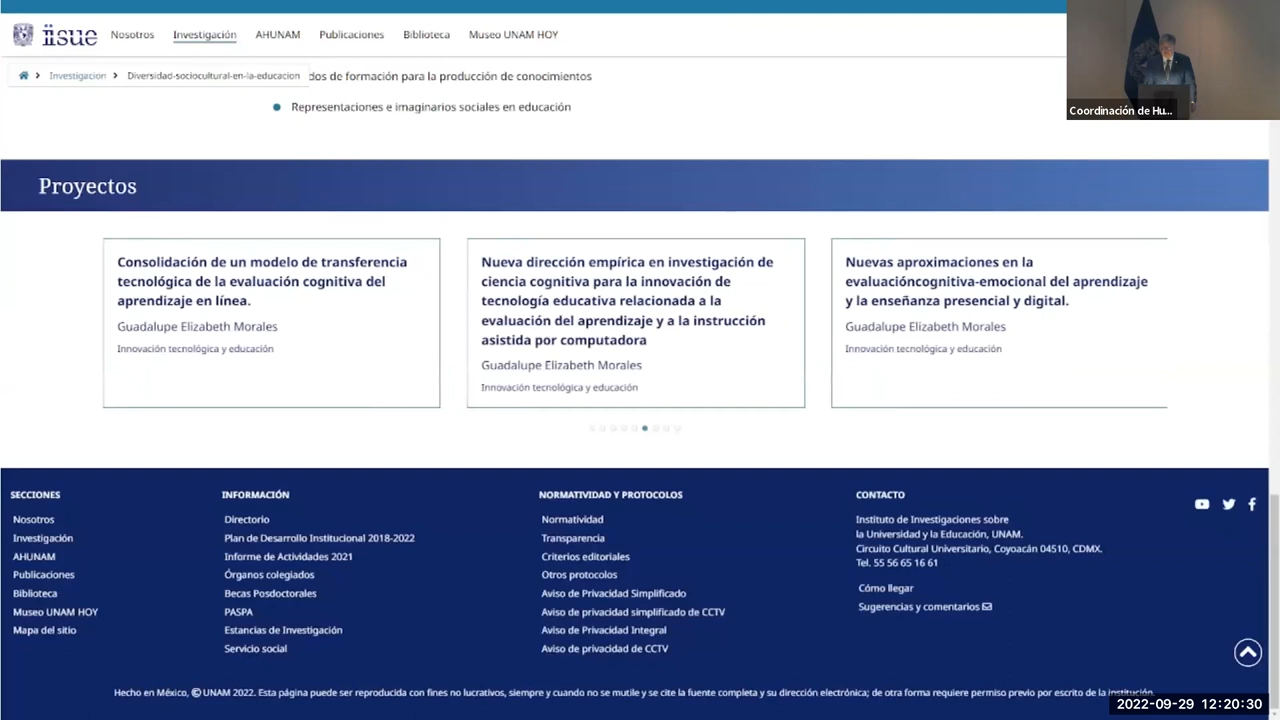 iisue
Nosotros Investigación AHUNAM Publicaciones Biblioteca Museo UNAM HOY
Investigacion Diversidad-sociocultural-en-la-educacion dos de formación para la producción de conocimientos
Representaciones e imaginarios sociales en educación
Coordinación de Hu...
Proyectos
Consolidación de un modelo de transferencia
tecnológica de la evaluación cognitiva del
aprendizaje en línea.
Guadalupe Elizabeth Morales
Innovación tecnológica y educación
Nueva dirección empírica en investigación de
ciencia cognitiva para la innovación de
tecnología educativa relacionada a la
evaluación del aprendizaje y a la instrucción
asistida por computadora
Guadalupe Elizabeth Morales
Innovación tecnológica y educación
Nuevas aproximaciones en la
evaluacióncognitiva-emocional del aprendizaje
y la enseñanza presencial y digital.
Guadalupe Elizabeth Morales
Innovación tecnológica y educación
SECCIONES
Nosotros
Investigación
AHUNAM
Publicaciones
Biblioteca
Museo UNAM HOY
Mapa del sitio
INFORMACIÓN
Directorio
Plan de Desarrollo Institucional 2018-2022
Informe de Actividades 2021
Órganos colegiados
Becas Posdoctorales
PASPA
Estancias de Investigación
Servicio social
NORMATIVIDAD Y PROTOCOLOS
Normatividad
Transparencia
Criterios editoriales
Otros protocolos
Aviso de Privacidad Simplificado
Aviso de privacidad simplificado de CCTV
Aviso de Privacidad Integral
Aviso de privacidad de CCTV
CONTACTO
Instituto de Investigaciones sobre
la Universidad y la Educación, UNAM.
Circuito Cultural Universitario, Coyoacán 04510, CDMX.
Tel. 55 56 65 16 61
Cómo llegar
Sugerencias y comentarios
Hecho en México, © UNAM 2022. Esta página puede ser reproducida con fines no lucrativos, siempre y cuando no se mutile y se cite la fuente completa y su dirección electrónica; de otra forma requiere permiso previo por escrito de la institución.
2022-09-29 12:20:30